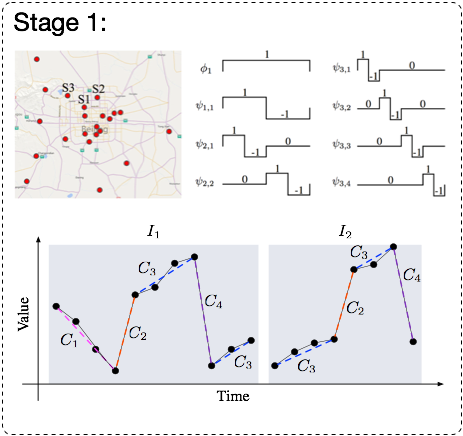 Stage 1:
S3 S2
S1
Beijing
ϕ1 1
ψ1,1 1 -1
ψ2,1 1 -1 0
ψ2,2 0 1 -1
ψ3,1 1 -1 0
ψ3,2 0 1 -1 0
ψ3,3 0 1 -1
ψ3,4 0 1 -1
I1 I2
Value
C1 C2 C3 C4 C3
C3 C2 C3 C4
Time